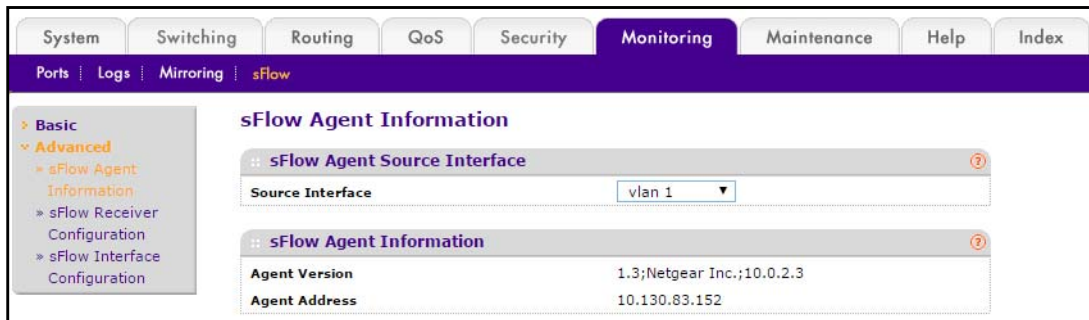 System Switching Routing QoS Security Monitoring Maintenance Help Index
Ports Logs Mirroring sFlow
Basic
Advanced
» sFlow Agent
Information
» sFlow Receiver
Configuration
» sFlow Interface
Configuration
sFlow Agent Information
sFlow Agent Source Interface ?
Source Interface vlan 1
sFlow Agent Information ?
Agent Version 1.3;Netgear Inc.;10.0.2.3
Agent Address 10.130.83.152